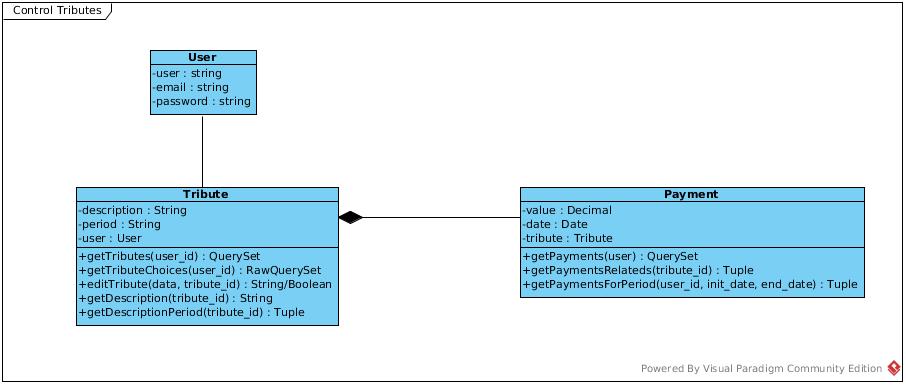 Control Tributes
User
-user : string
-email : string
-password : string
Tribute
-description : String
-period : String
-user : User
+getTributes(user_id) : QuerySet
+getTributeChoices(user_id) : RawQuerySet
+editTribute(data, tribute_id) : String/Boolean
+getDescription(tribute_id) : String
+getDescriptionPeriod(tribute_id) : Tuple
Payment
-value : Decimal
-date : Date
-tribute : Tribute
+getPayments(user) : QuerySet
+getPaymentsRelateds(tribute_id) : Tuple
+getPaymentsForPeriod(user_id, init_date, end_date) : Tuple
Powered By Visual Paradigm Community Edition